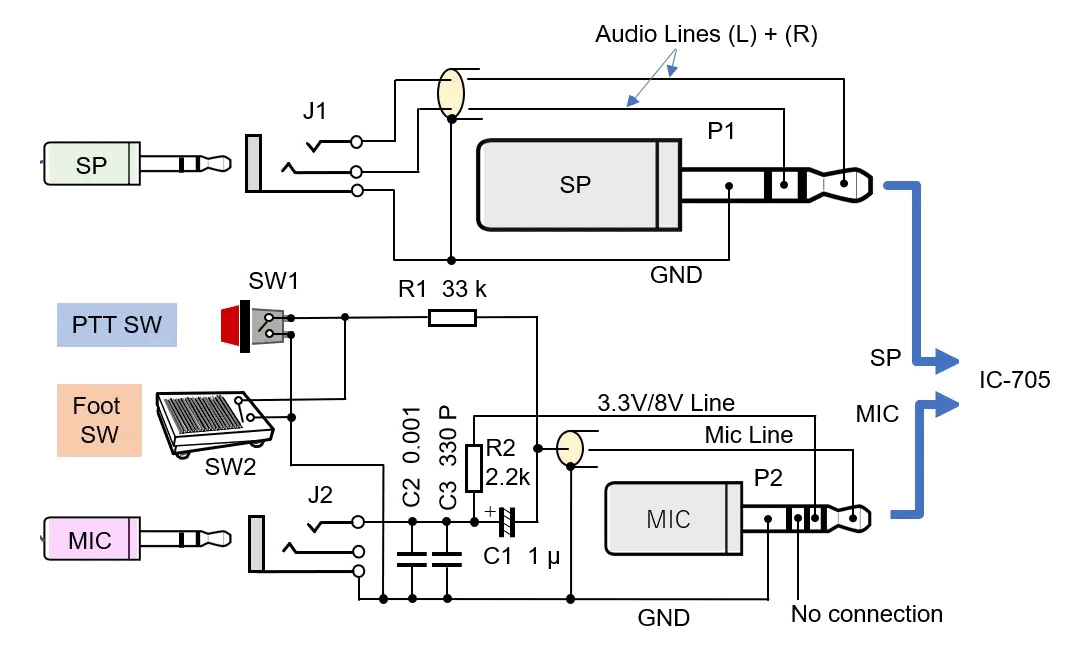 Audio Lines (L) + (R)
J1
P1
SP
SP
GND
SW1
R1 33 k
PTT SW
SP
IC-705
Foot
SW
3.3V/8V Line
MIC
Mic Line
C2 0.001
C3 330 P
R2
2.2k
SW2
P2
J2
+
MIC
MIC
C1 1 µ
GND
No connection